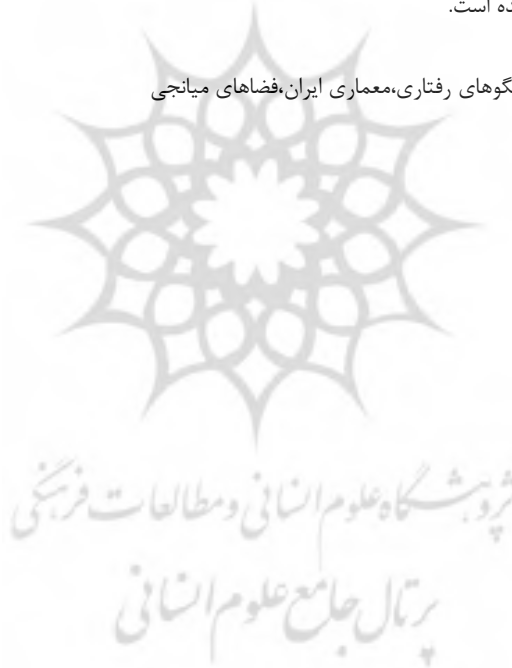 ده است.
گوهای رفتاری،معماری ایران،فضاهای میانجی
پژوهشگاه علوم انسانی و مطالعات فرهنگی
پرتال جامع علوم انسانی